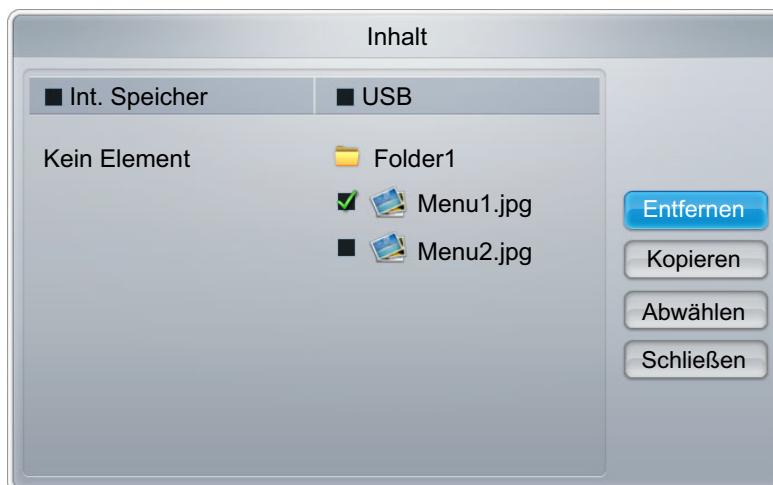 Inhalt
Int. Speicher
USB
Kein Element
Folder1
Menu1.jpg
Menu2.jpg
Entfernen
Kopieren
Abwählen
Schließen